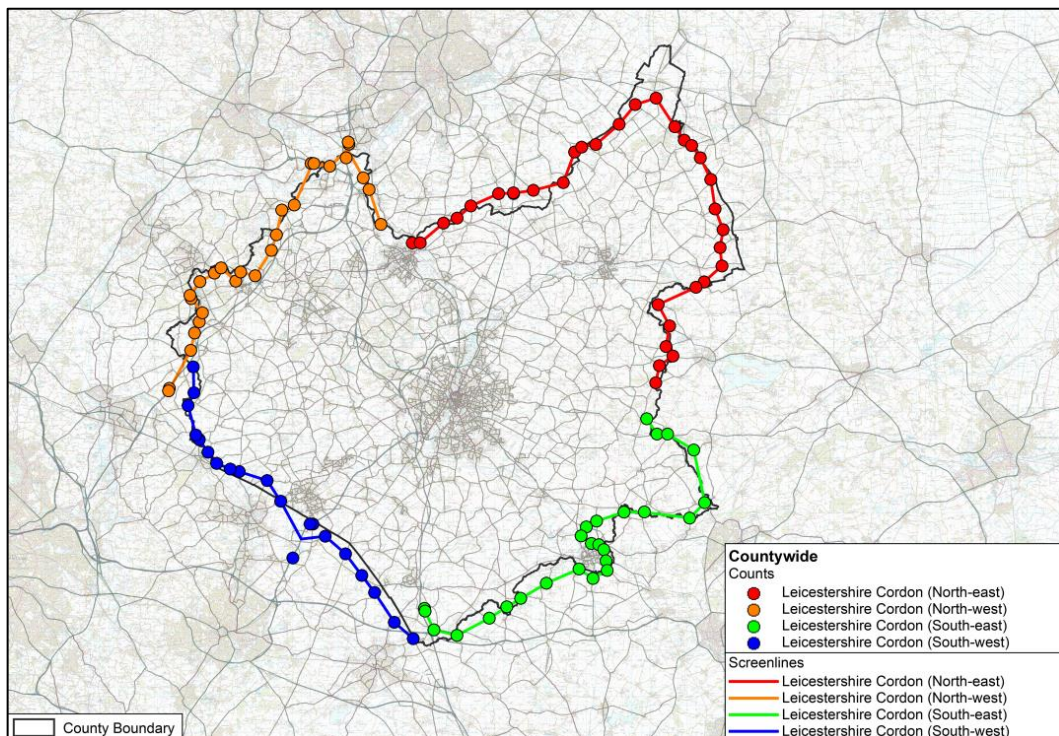 Countywide
Counts
Leicestershire Cordon (North-east)
Leicestershire Cordon (North-west)
Leicestershire Cordon (South-east)
Leicestershire Cordon (South-west)
Screenlines
Leicestershire Cordon (North-east)
Leicestershire Cordon (North-west)
Leicestershire Cordon (South-east)
Leicestershire Cordon (South-west)
County Boundary